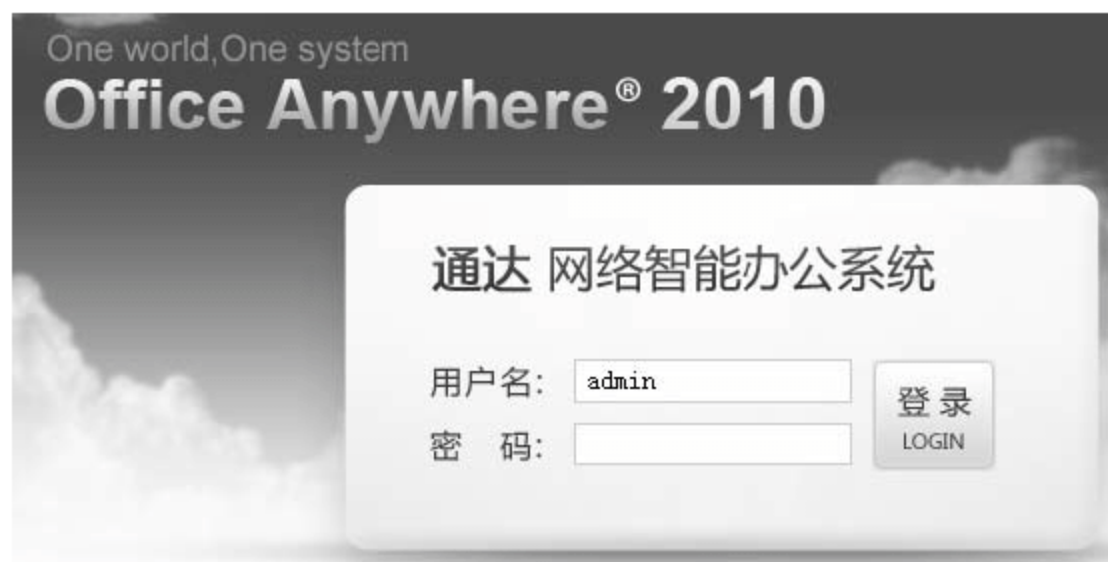 One world,One system
Office Anywhere® 2010
通达 网络智能办公系统
用户名: admin
密 码:
登 录
LOGIN